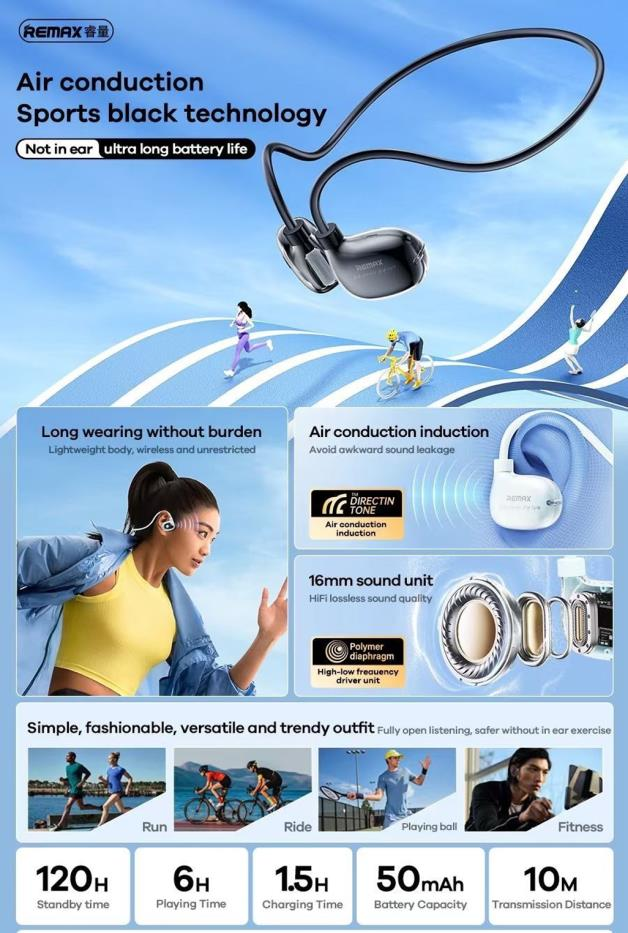 REMAX 睿量
Air conduction
Sports black technology
Not in ear ultra long battery life
REMAX
Long wearing without burden
Lightweight body, wireless and unrestricted
Air conduction induction
Avoid awkward sound leakage
TM
DIRECTIN
TONE
Air conduction
induction
REMAX
16mm sound unit
HiFi lossless sound quality
Polymer
diaphragm
High-low freauency
driver unit
Simple, fashionable, versatile and trendy outfit Fully open listening, safer without in ear exercise
Run
Ride
Playing ball
Fitness
120H
Standby time
6H
Playing Time
1.5H
Charging Time
50mAh
Battery Capacity
10M
Transmission Distance